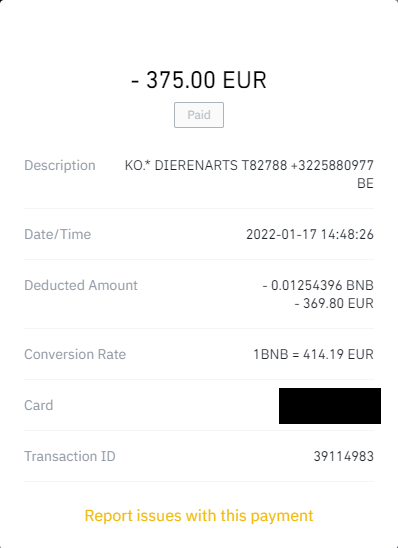 - 375.00 EUR
Paid
Description KO.* DIERENARTS T82788 +3225880977
BE
Date/Time 2022-01-17 14:48:26
Deducted Amount - 0.01254396 BNB
- 369.80 EUR
Conversion Rate 1BNB = 414.19 EUR
Card
Transaction ID 39114983
Report issues with this payment